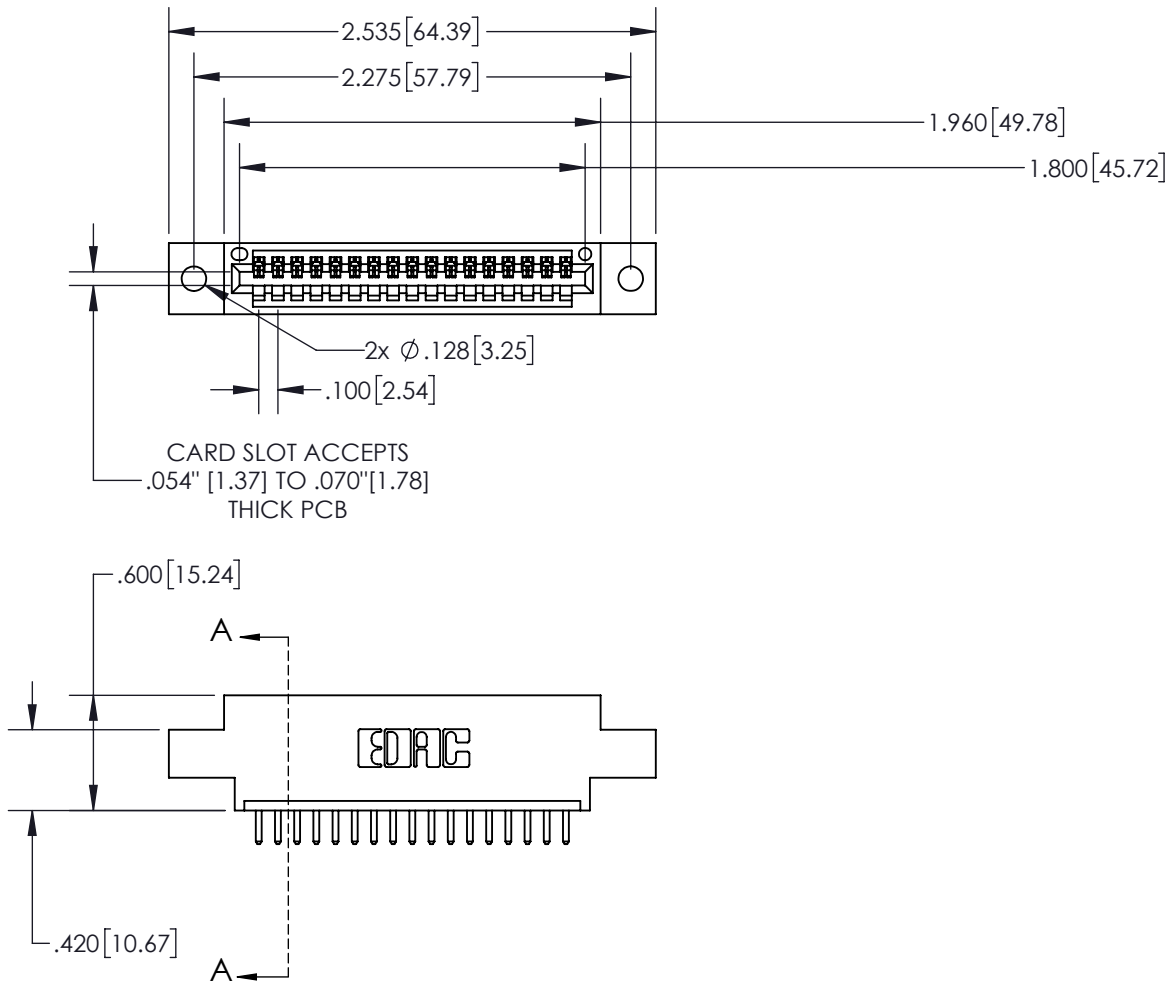 2.535[64.39]
2.275[57.79]
1.960[49.78]
1.800[45.72]
2x Ø.128[3.25]
.100[2.54]
CARD SLOT ACCEPTS
.054" [1.37] TO .070"[1.78]
THICK PCB
.600[15.24]
A
EDAC
.420[10.67]
A